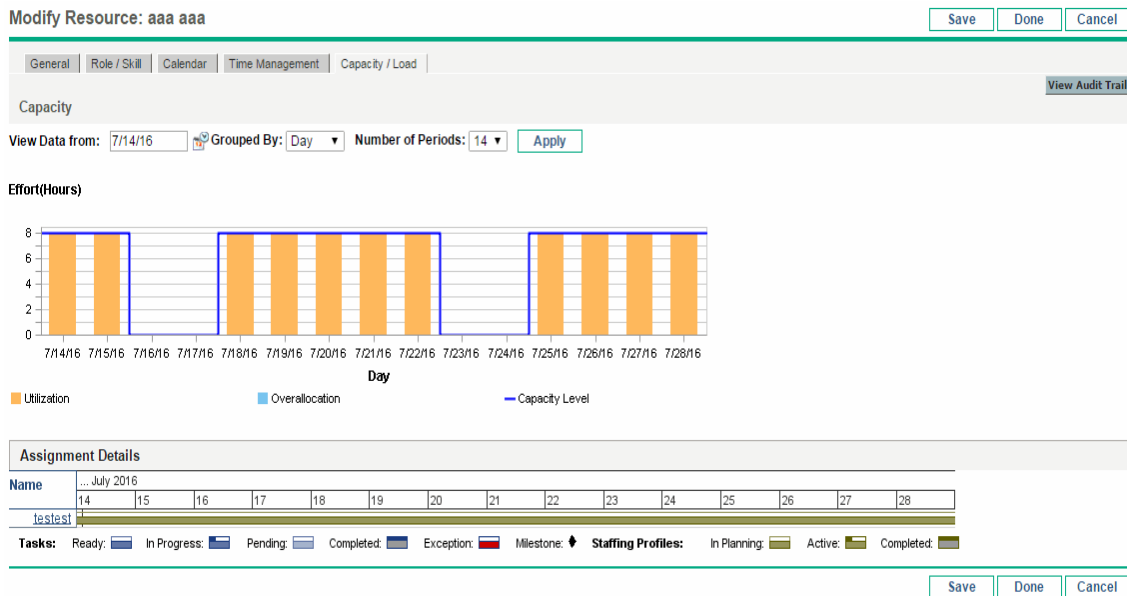 Modify Resource: aaa aaa
Save Done Cancel
General Role / Skill Calendar Time Management Capacity / Load
View Audit Trail
Capacity
View Data from: 7/14/16 Grouped By: Day Number of Periods: 14 Apply
Effort(Hours)
8
6
4
2
0
7/14/16 7/15/16 7/16/16 7/17/16 7/18/16 7/19/16 7/20/16 7/21/16 7/22/16 7/23/16 7/24/16 7/25/16 7/26/16 7/27/16 7/28/16
Day
Utilization Overallocation Capacity Level
Assignment Details
Name ... July 2016
14 15 16 17 18 19 20 21 22 23 24 25 26 27 28
testest
Tasks: Ready: In Progress: Pending: Completed: Exception: Milestone: Staffing Profiles: In Planning: Active: Completed:
Save Done Cancel